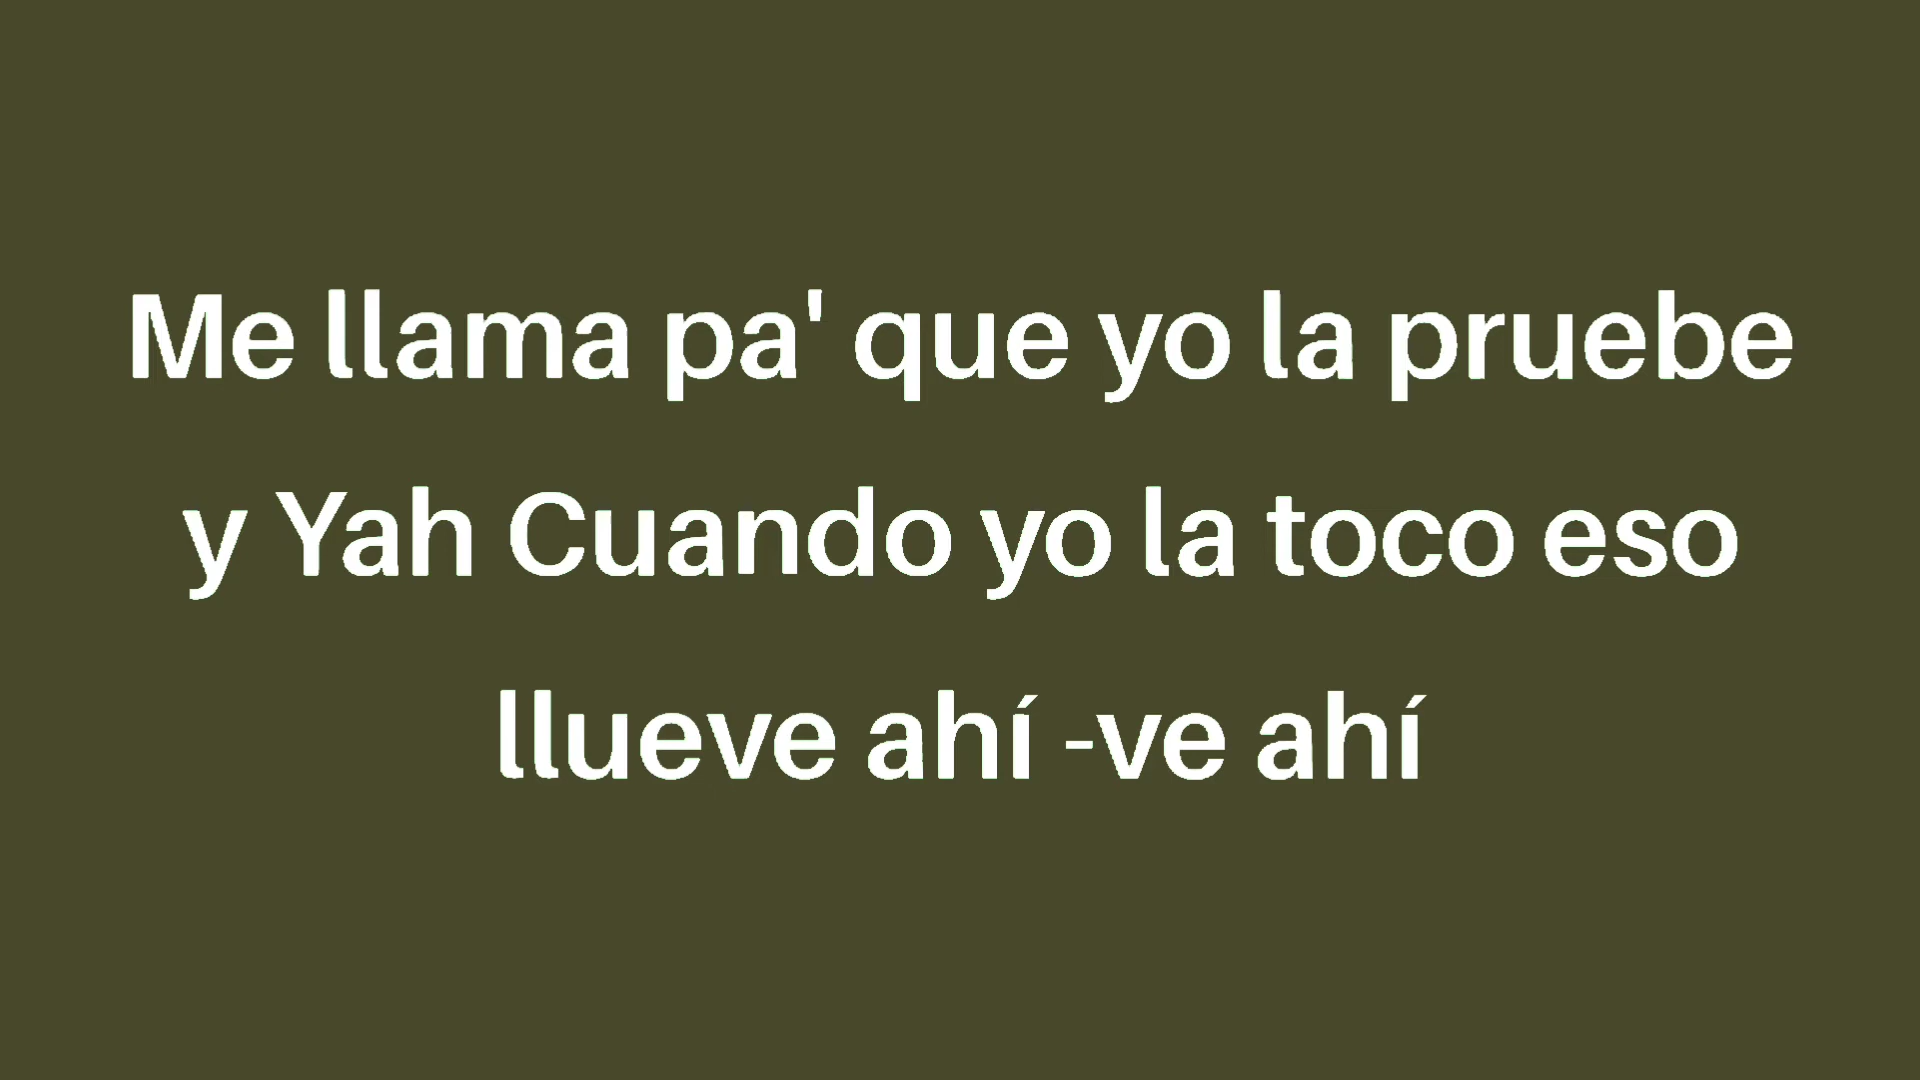 Me llama pa' que yo la pruebe
y Yah Cuando yo la toco eso
llueve ahí -ve ahí